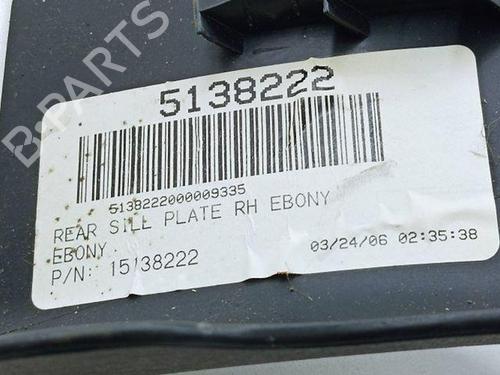 B-PARTS
5138222
5138222000009335
REAR SILL PLATE RH EBONY
EBONY
P/N: 15138222
03/24/06 02:35:38